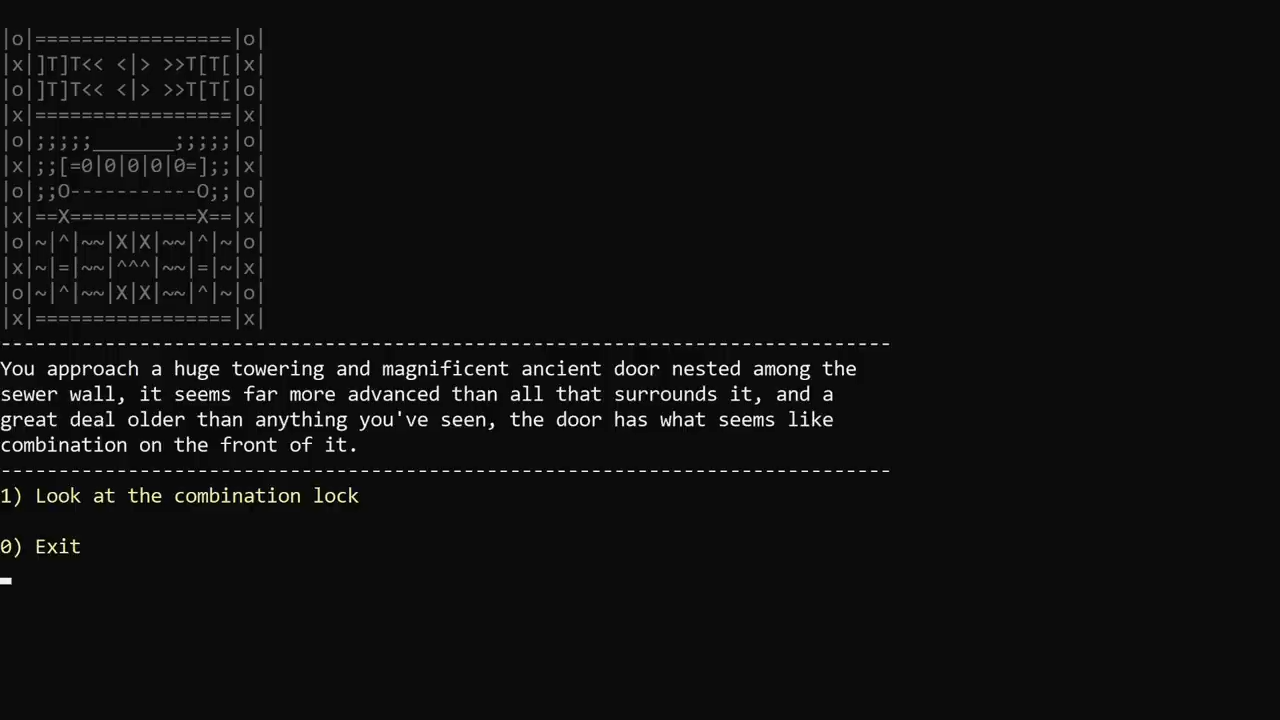 |o|=================|o|
|x|]T]T<< <|> >>T[T[|x|
|o|]T]T<< <|> >>T[T[|o|
|x|=================|x|
|o|;;;;;_______;;;;;|o|
|x|;;[=0|0|0|0|0=];;|x|
|o|;;O-----------O;;|o|
|x|==X===========X==|x|
|o|~|^|~~|X|X|~~|^|~|o|
|x|~|=|~~|^^^|~~|=|~|x|
|o|~|^|~~|X|X|~~|^|~|o|
|x|=================|x|
-----------------------------------------------------------------------------
You approach a huge towering and magnificent ancient door nested among the
sewer wall, it seems far more advanced than all that surrounds it, and a
great deal older than anything you've seen, the door has what seems like
combination on the front of it.
-----------------------------------------------------------------------------
1) Look at the combination lock
0) Exit